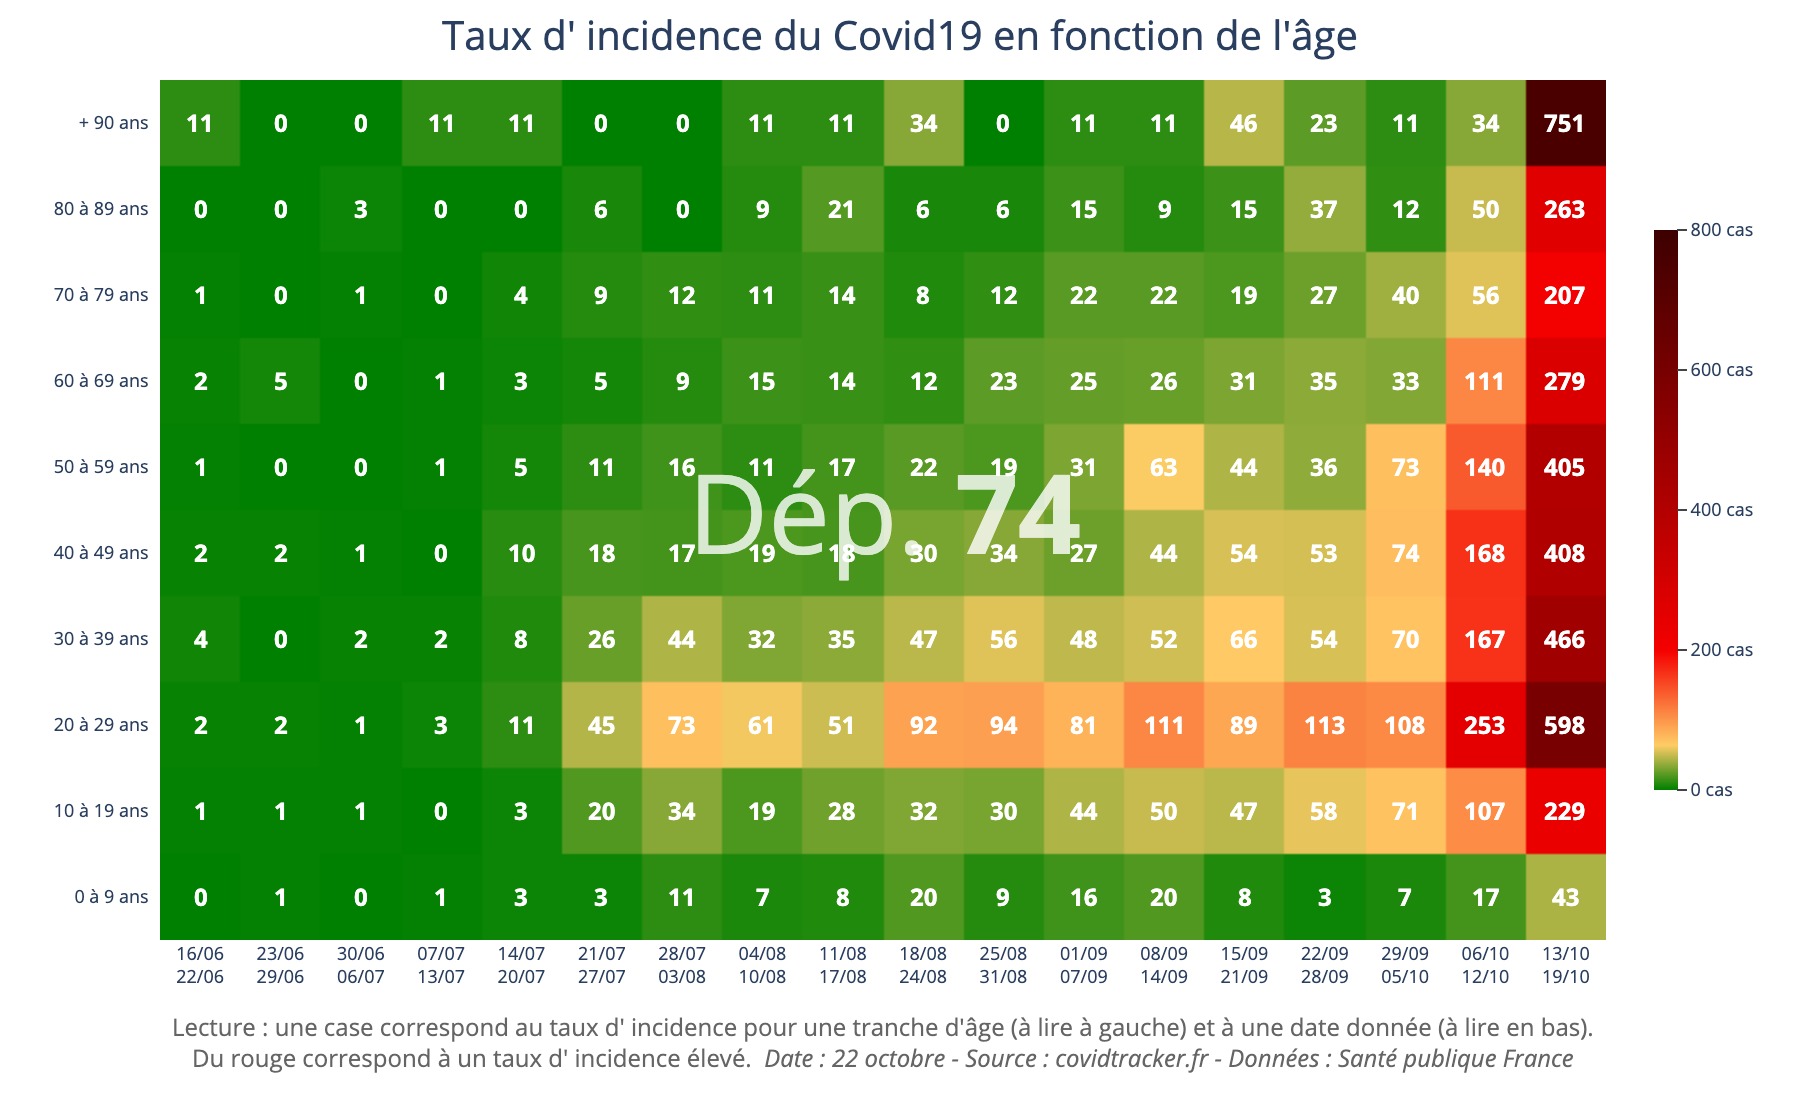 Taux d' incidence du Covid19 en fonction de l'âge
+ 90 ans 11 0 0 11 11 0 0 11 11 34 0 11 11 46 23 11 34 751
80 à 89 ans 0 0 3 0 0 6 0 9 21 6 6 15 9 15 37 12 50 263
70 à 79 ans 1 0 1 0 4 9 12 11 14 8 12 22 22 19 27 40 56 207
60 à 69 ans 2 5 0 1 3 5 9 15 14 12 23 25 26 31 35 33 111 279
50 à 59 ans 1 0 0 1 5 11 16 11 17 22 19 31 63 44 36 73 140 405
Dép. 74
40 à 49 ans 2 2 1 0 10 18 17 19 18 30 34 27 44 54 53 74 168 408
30 à 39 ans 4 0 2 2 8 26 44 32 35 47 56 48 52 66 54 70 167 466
20 à 29 ans 2 2 1 3 11 45 73 61 51 92 94 81 111 89 113 108 253 598
10 à 19 ans 1 1 1 0 3 20 34 19 28 32 30 44 50 47 58 71 107 229
0 à 9 ans 0 1 0 1 3 3 11 7 8 20 9 16 20 8 3 7 17 43
16/06 23/06 30/06 07/07 14/07 21/07 28/07 04/08 11/08 18/08 25/08 01/09 08/09 15/09 22/09 29/09 06/10 13/10
22/06 29/06 06/07 13/07 20/07 27/07 03/08 10/08 17/08 24/08 31/08 07/09 14/09 21/09 28/09 05/10 12/10 19/10
800 cas
600 cas
400 cas
200 cas
0 cas
Lecture : une case correspond au taux d' incidence pour une tranche d'âge (à lire à gauche) et à une date donnée (à lire en bas).
Du rouge correspond à un taux d' incidence élevé. Date : 22 octobre - Source : covidtracker.fr - Données : Santé publique France